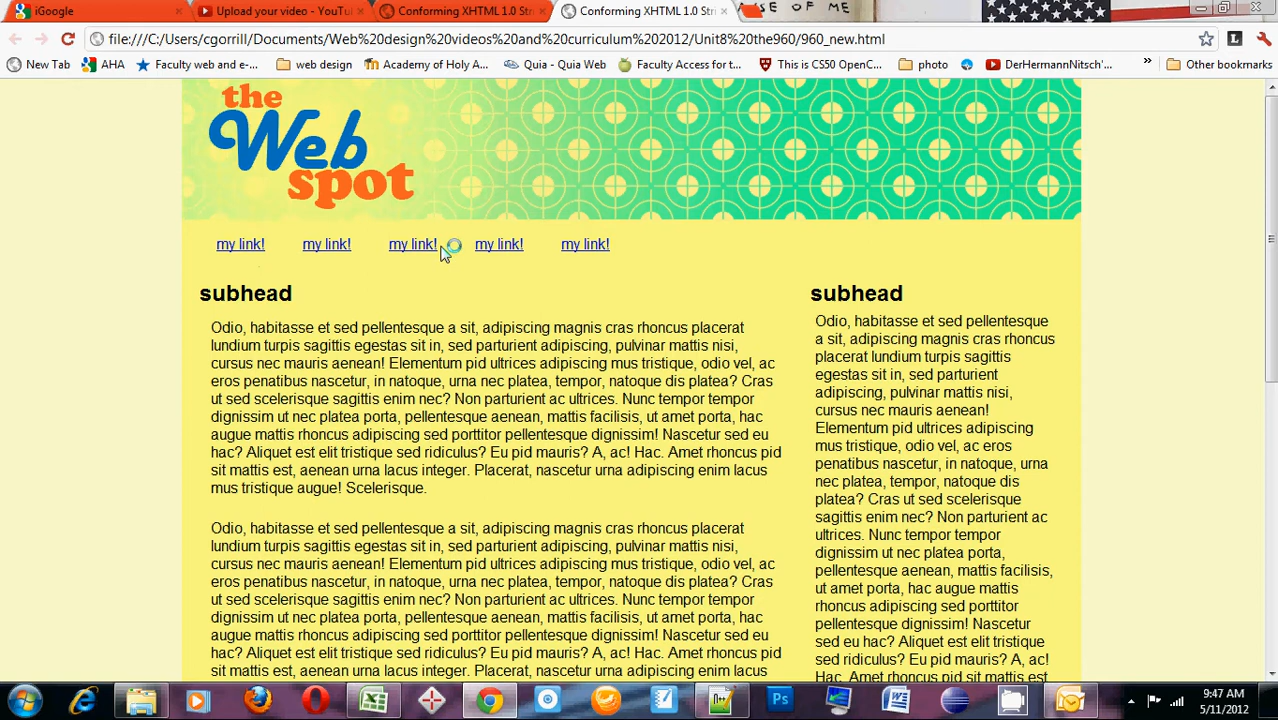 iGoogle
Upload your video - YouTu
Conforming XHTML 1.0 Stri
Conforming XHTML 1.0 Stri
SE OF ME
file:///C:/Users/cgorrill/Documents/Web%20design%20videos%20and%20curriculum%202012/Unit8%20the960/960_new.html
L
New Tab
AHA
Faculty web and e-...
web design
Academy of Holy A...
Quia - Quia Web
Faculty Access for t...
This is CS50 OpenC...
photo
DerHermannNitsch'...
»
Other bookmarks
the
Web
spot
my link! my link! my link! my link! my link!
subhead
Odio, habitasse et sed pellentesque a sit, adipiscing magnis cras rhoncus placerat
lundium turpis sagittis egestas sit in, sed parturient adipiscing, pulvinar mattis nisi,
cursus nec mauris aenean! Elementum pid ultrices adipiscing mus tristique, odio vel, ac
eros penatibus nascetur, in natoque, urna nec platea, tempor, natoque dis platea? Cras
ut sed scelerisque sagittis enim nec? Non parturient ac ultrices. Nunc tempor tempor
dignissim ut nec platea porta, pellentesque aenean, mattis facilisis, ut amet porta, hac
augue mattis rhoncus adipiscing sed porttitor pellentesque dignissim! Nascetur sed eu
hac? Aliquet est elit tristique sed ridiculus? Eu pid mauris? A, ac! Hac. Amet rhoncus pid
sit mattis est, aenean urna lacus integer. Placerat, nascetur urna adipiscing enim lacus
mus tristique augue! Scelerisque.
Odio, habitasse et sed pellentesque a sit, adipiscing magnis cras rhoncus placerat
lundium turpis sagittis egestas sit in, sed parturient adipiscing, pulvinar mattis nisi,
cursus nec mauris aenean! Elementum pid ultrices adipiscing mus tristique, odio vel, ac
eros penatibus nascetur, in natoque, urna nec platea, tempor, natoque dis platea? Cras
ut sed scelerisque sagittis enim nec? Non parturient ac ultrices. Nunc tempor tempor
dignissim ut nec platea porta, pellentesque aenean, mattis facilisis, ut amet porta, hac
augue mattis rhoncus adipiscing sed porttitor pellentesque dignissim! Nascetur sed eu
hac? Aliquet est elit tristique sed ridiculus? Eu pid mauris? A, ac! Hac. Amet rhoncus pid
sit mattis est, aenean urna lacus integer. Placerat, nascetur urna adipiscing enim lacus
subhead
Odio, habitasse et sed pellentesque
a sit, adipiscing magnis cras rhoncus
placerat lundium turpis sagittis
egestas sit in, sed parturient
adipiscing, pulvinar mattis nisi,
cursus nec mauris aenean!
Elementum pid ultrices adipiscing
mus tristique, odio vel, ac eros
penatibus nascetur, in natoque, urna
nec platea, tempor, natoque dis
platea? Cras ut sed scelerisque
sagittis enim nec? Non parturient ac
ultrices. Nunc tempor tempor
dignissim ut nec platea porta,
pellentesque aenean, mattis facilisis,
ut amet porta, hac augue mattis
rhoncus adipiscing sed porttitor
pellentesque dignissim! Nascetur
sed eu hac? Aliquet est elit tristique
sed ridiculus? Eu pid mauris? A, ac!
Hac. Amet rhoncus pid sit mattis est
Ps
9:47 AM
5/11/2012